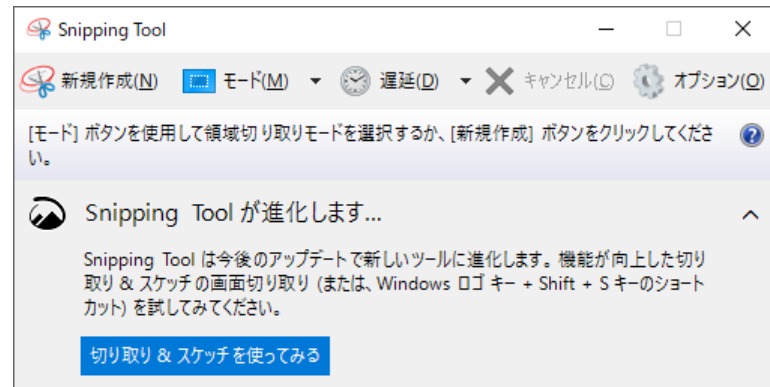 Snipping Tool
新規作成(N) モード(M) 遅延(D) キャンセル(C) オプション(O)
[モード] ボタンを使用して領域切り取りモードを選択するか、[新規作成] ボタンをクリックしてくださ
い。
Snipping Tool が進化します...
Snipping Tool は今後のアップデートで新しいツールに進化します。機能が向上した切り
取り & スケッチの画面切り取り (または、Windows ロゴ キー + Shift + S キーのショート
カット) を試してみてください。
切り取り & スケッチを使ってみる